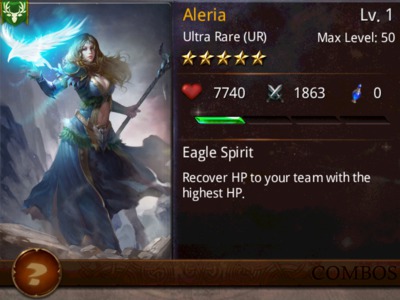 Aleria Lv. 1
Ultra Rare (UR) Max Level: 50
7740 1863 0
Eagle Spirit
Recover HP to your team with the
highest HP.
?
COMBOS